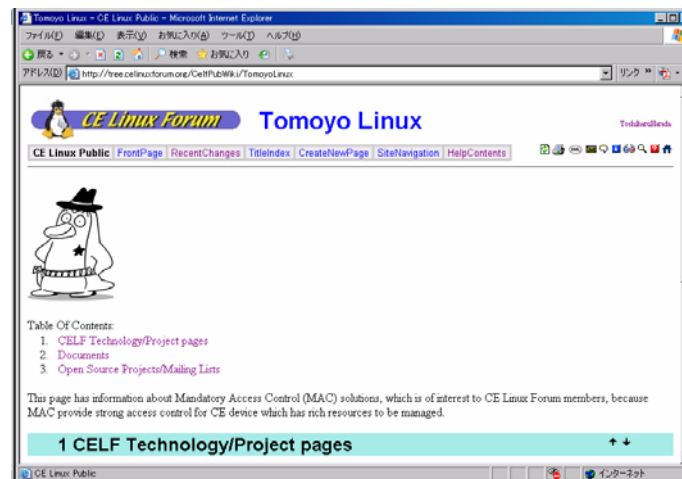 Tomoyo Linux - CE Linux Public - Microsoft Internet Explorer
ファイル(F) 編集(E) 表示(V) お気に入り(A) ツール(T) ヘルプ(H)
戻る 検索 お気に入り
アドレス(D) http://tree.celinuxforum.org/CelfPubWiki/TomoyoLinux リンク »
CE Linux Forum Tomoyo Linux ToshiharuHarada
CE Linux Public FrontPage RecentChanges TitleIndex CreateNewPage SiteNavigation HelpContents
Table Of Contents:
1. CELF Technology/Project pages
2. Documents
3. Open Source Projects/Mailing Lists
This page has information about Mandatory Access Control (MAC) solutions, which is of interest to CE Linux Forum members, because
MAC provide strong access control for CE device which has rich resources to be managed.
1 CELF Technology/Project pages
CE Linux Public インターネット